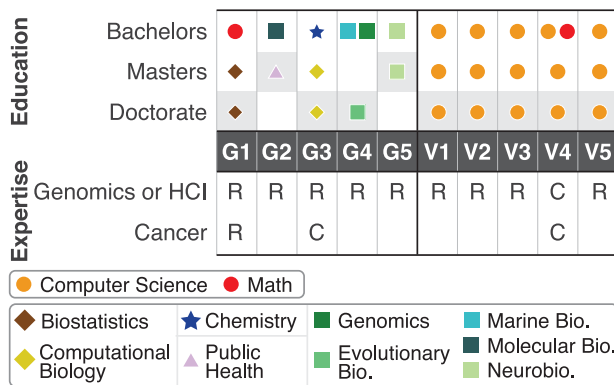 Education
Bachelors
Masters
Doctorate
G1 G2 G3 G4 G5 V1 V2 V3 V4 V5
Expertise
Genomics or HCI R R R R R R R R C R
Cancer R C C
Computer Science Math
Biostatistics Chemistry Genomics Marine Bio.
Molecular Bio.
Computational Biology Public Health Evolutionary Bio. Neurobio.